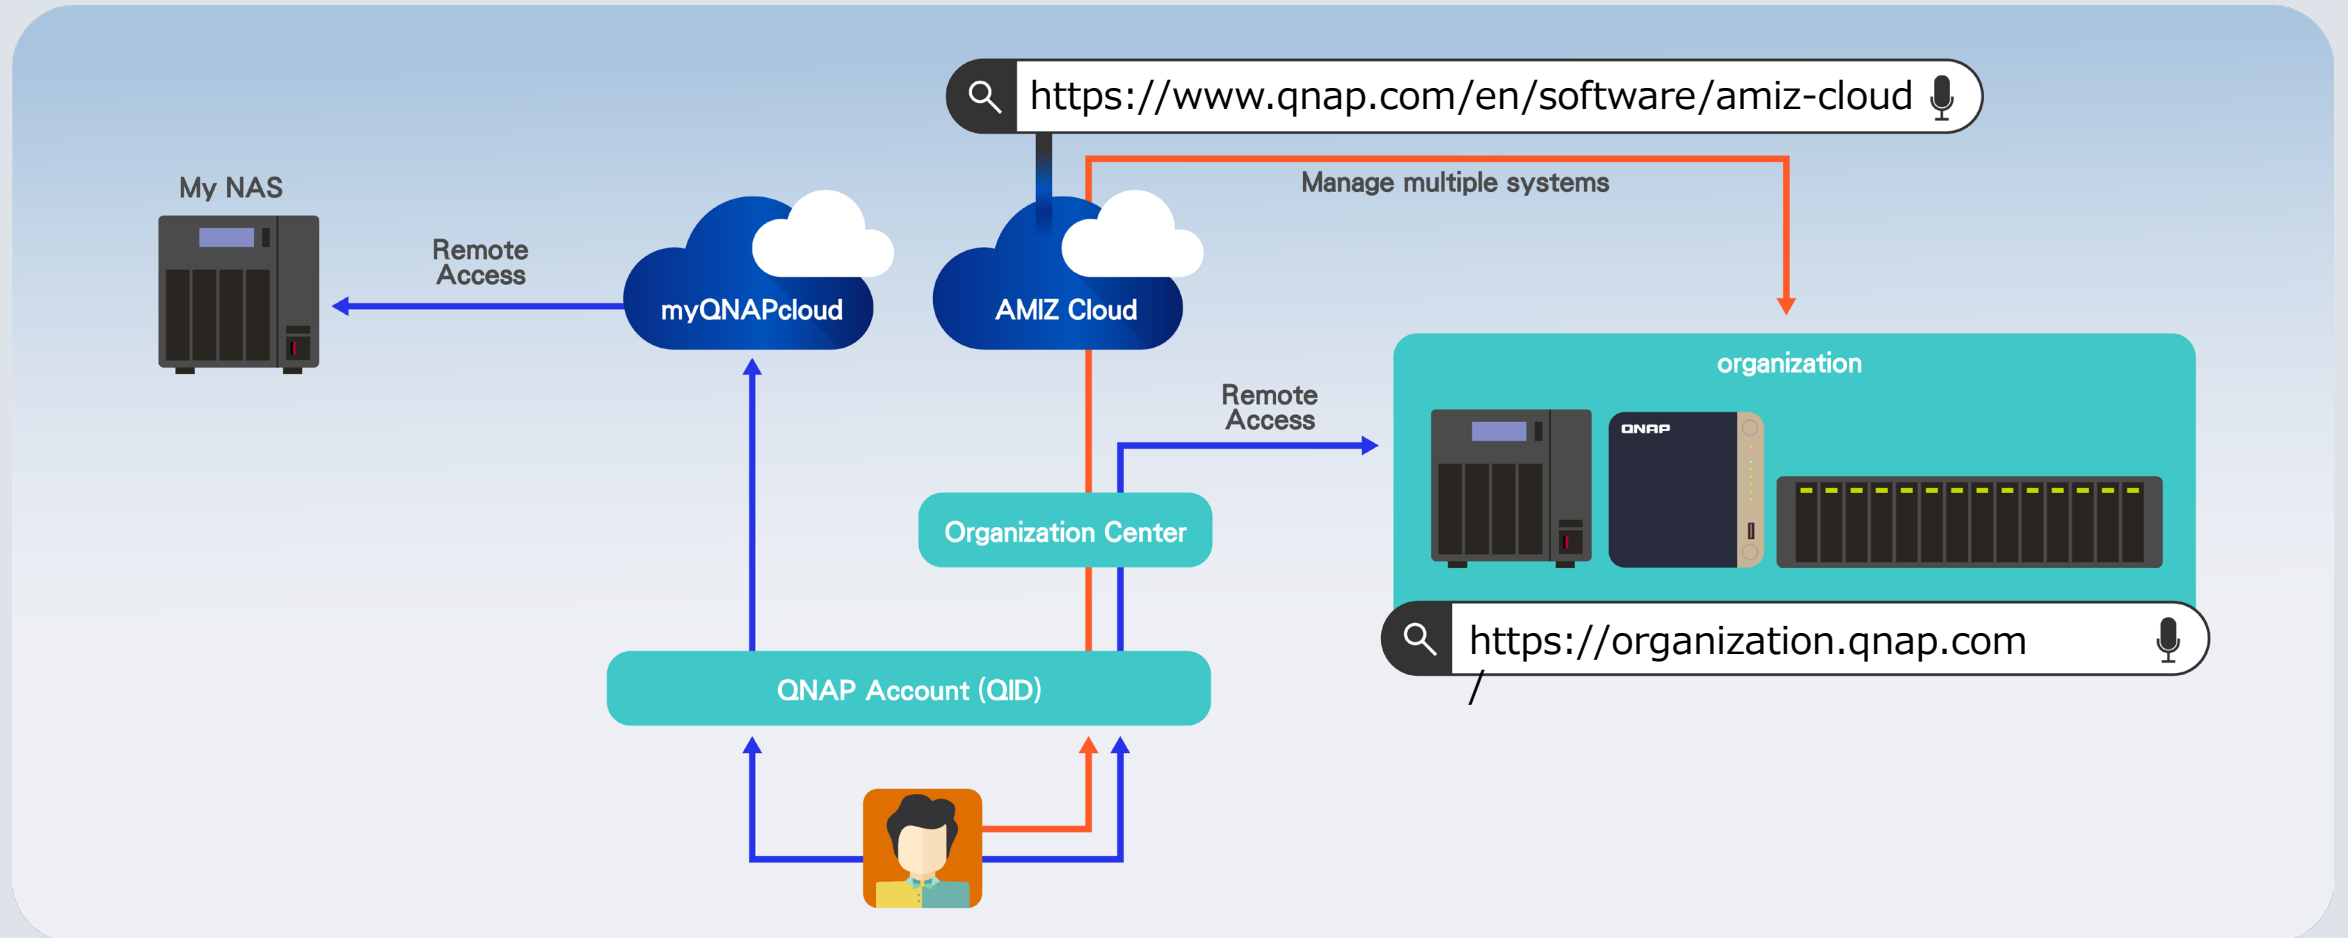 https://www.qnap.com/en/software/amiz-cloud
My NAS
Manage multiple systems
Remote
Access
myQNAPcloud
AMIZ Cloud
organization
Remote
Access
QNAP
Organization Center
https://organization.qnap.com
/
QNAP Account (QID)